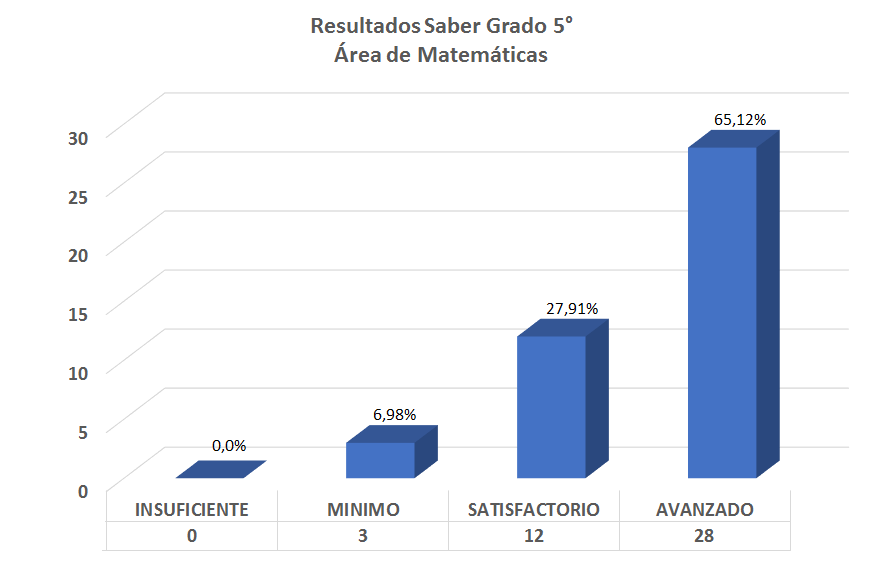 Resultados Saber Grado 5°
Área de Matemáticas
65,12%
30
25
20
27,91%
15
10
6,98%
5
0,0%
0
INSUFICIENTE MINIMO SATISFACTORIO AVANZADO
0 3 12 28